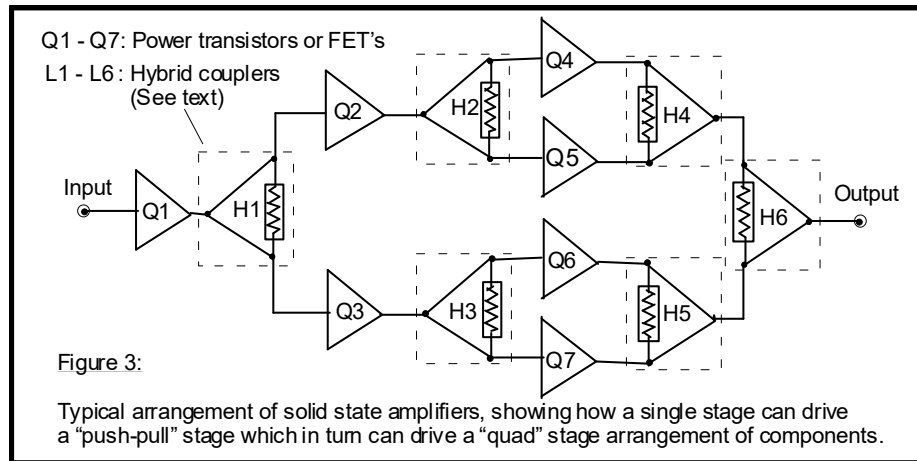 Q1 - Q7: Power transistors or FET's
L1 - L6 : Hybrid couplers
(See text)
Input
Q1
H1
Q2
Q3
H2
H3
Q4
Q5
Q6
Q7
H4
H5
H6
Output
Figure 3:
Typical arrangement of solid state amplifiers, showing how a single stage can drive
a “push-pull” stage which in turn can drive a “quad” stage arrangement of components.